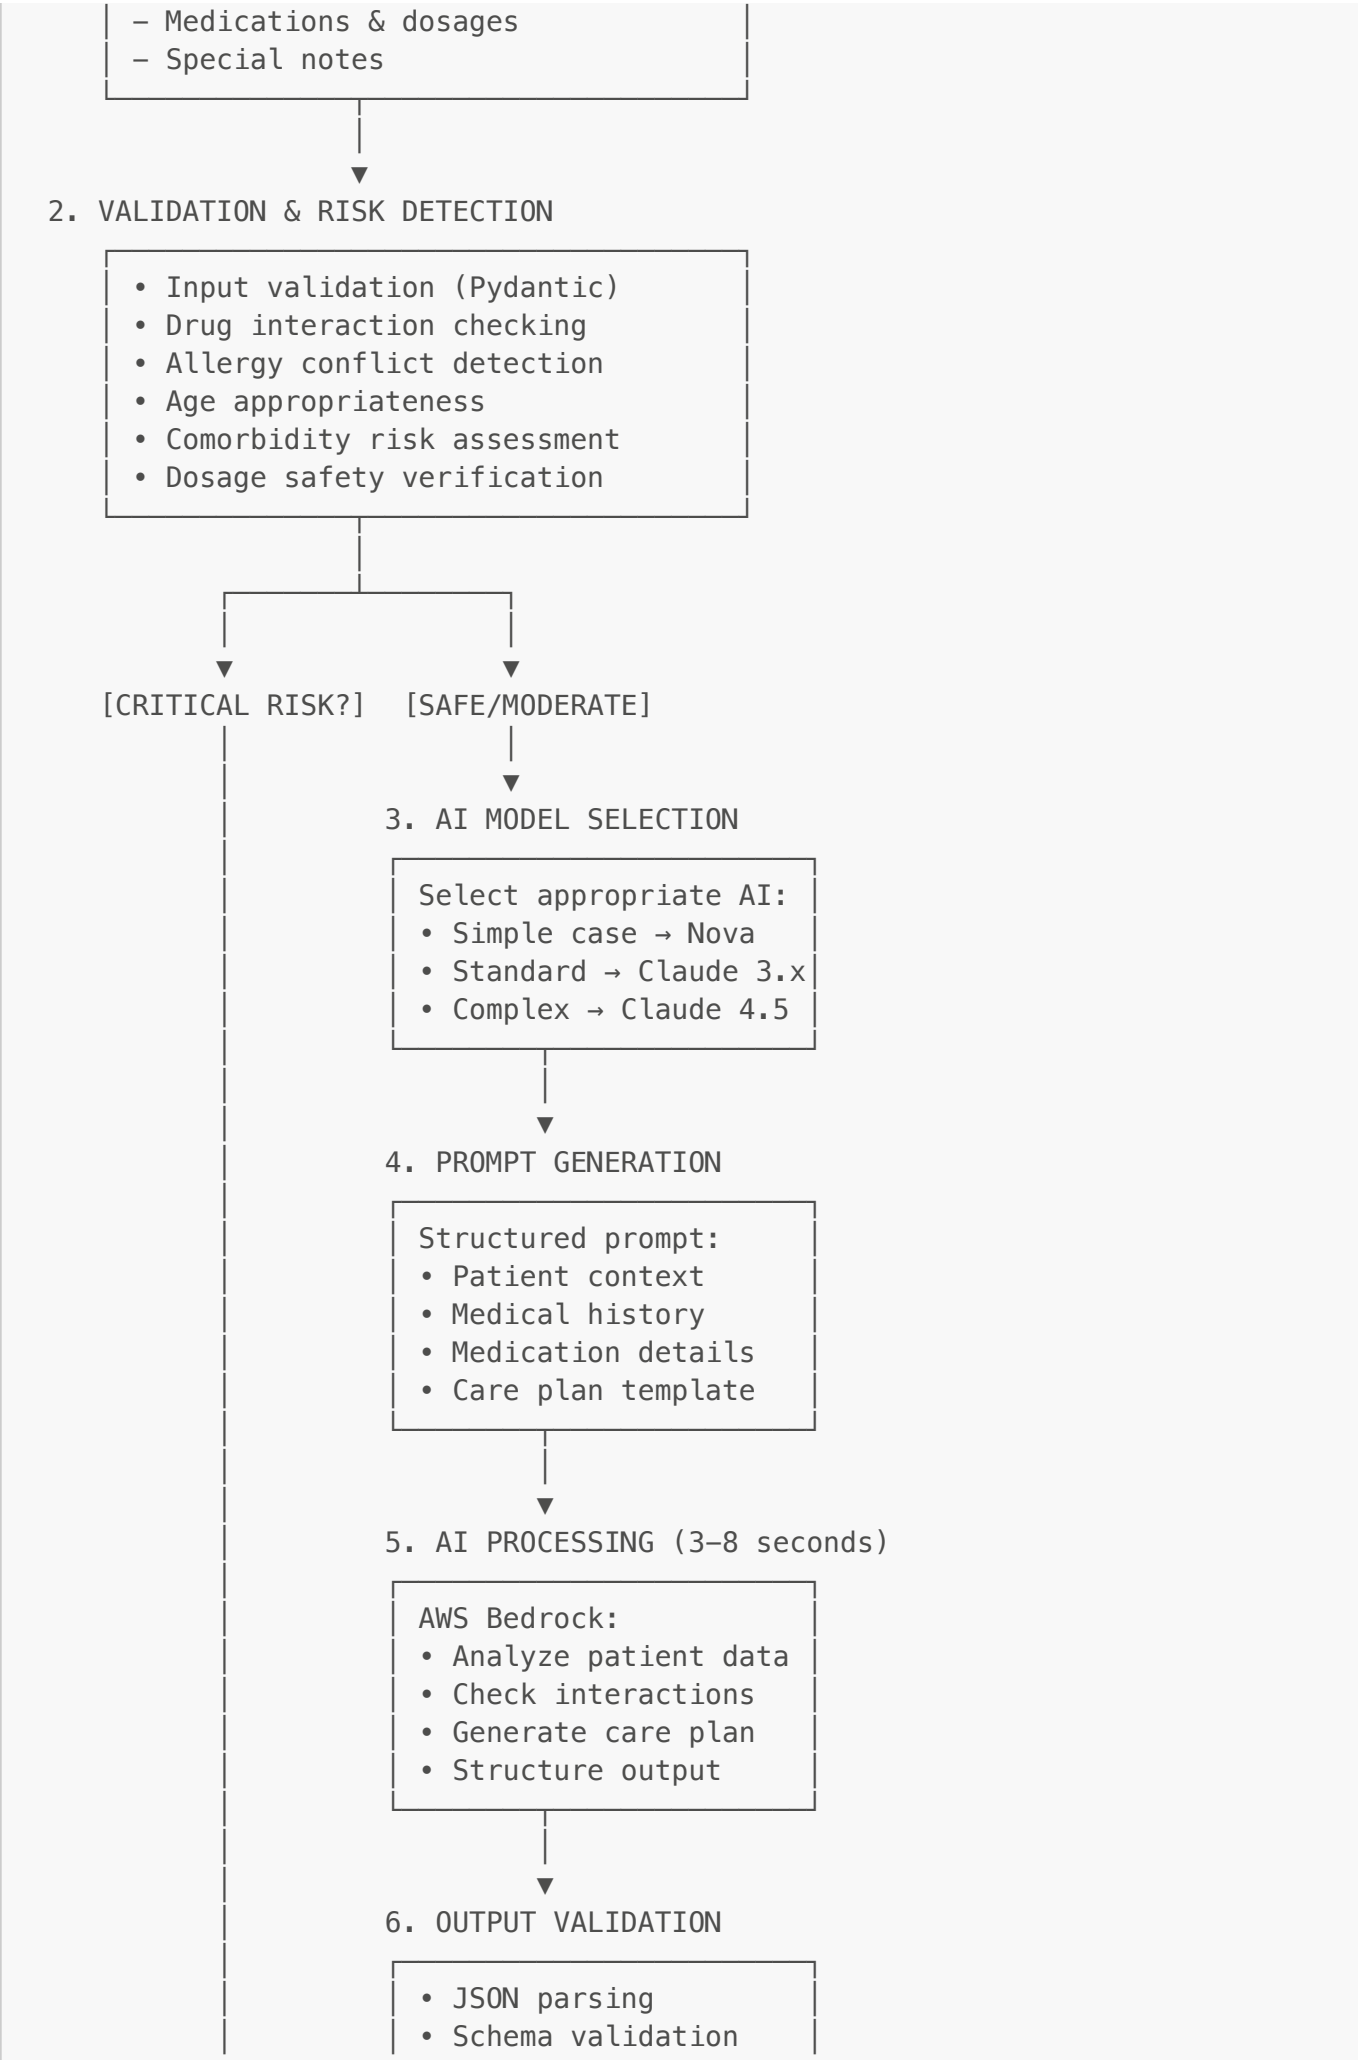 – Medications & dosages
– Special notes
2. VALIDATION & RISK DETECTION
• Input validation (Pydantic)
• Drug interaction checking
• Allergy conflict detection
• Age appropriateness
• Comorbidity risk assessment
• Dosage safety verification
[CRITICAL RISK?] [SAFE/MODERATE]
3. AI MODEL SELECTION
Select appropriate AI:
• Simple case → Nova
• Standard → Claude 3.x
• Complex → Claude 4.5
4. PROMPT GENERATION
Structured prompt:
• Patient context
• Medical history
• Medication details
• Care plan template
5. AI PROCESSING (3–8 seconds)
AWS Bedrock:
• Analyze patient data
• Check interactions
• Generate care plan
• Structure output
6. OUTPUT VALIDATION
• JSON parsing
• Schema validation